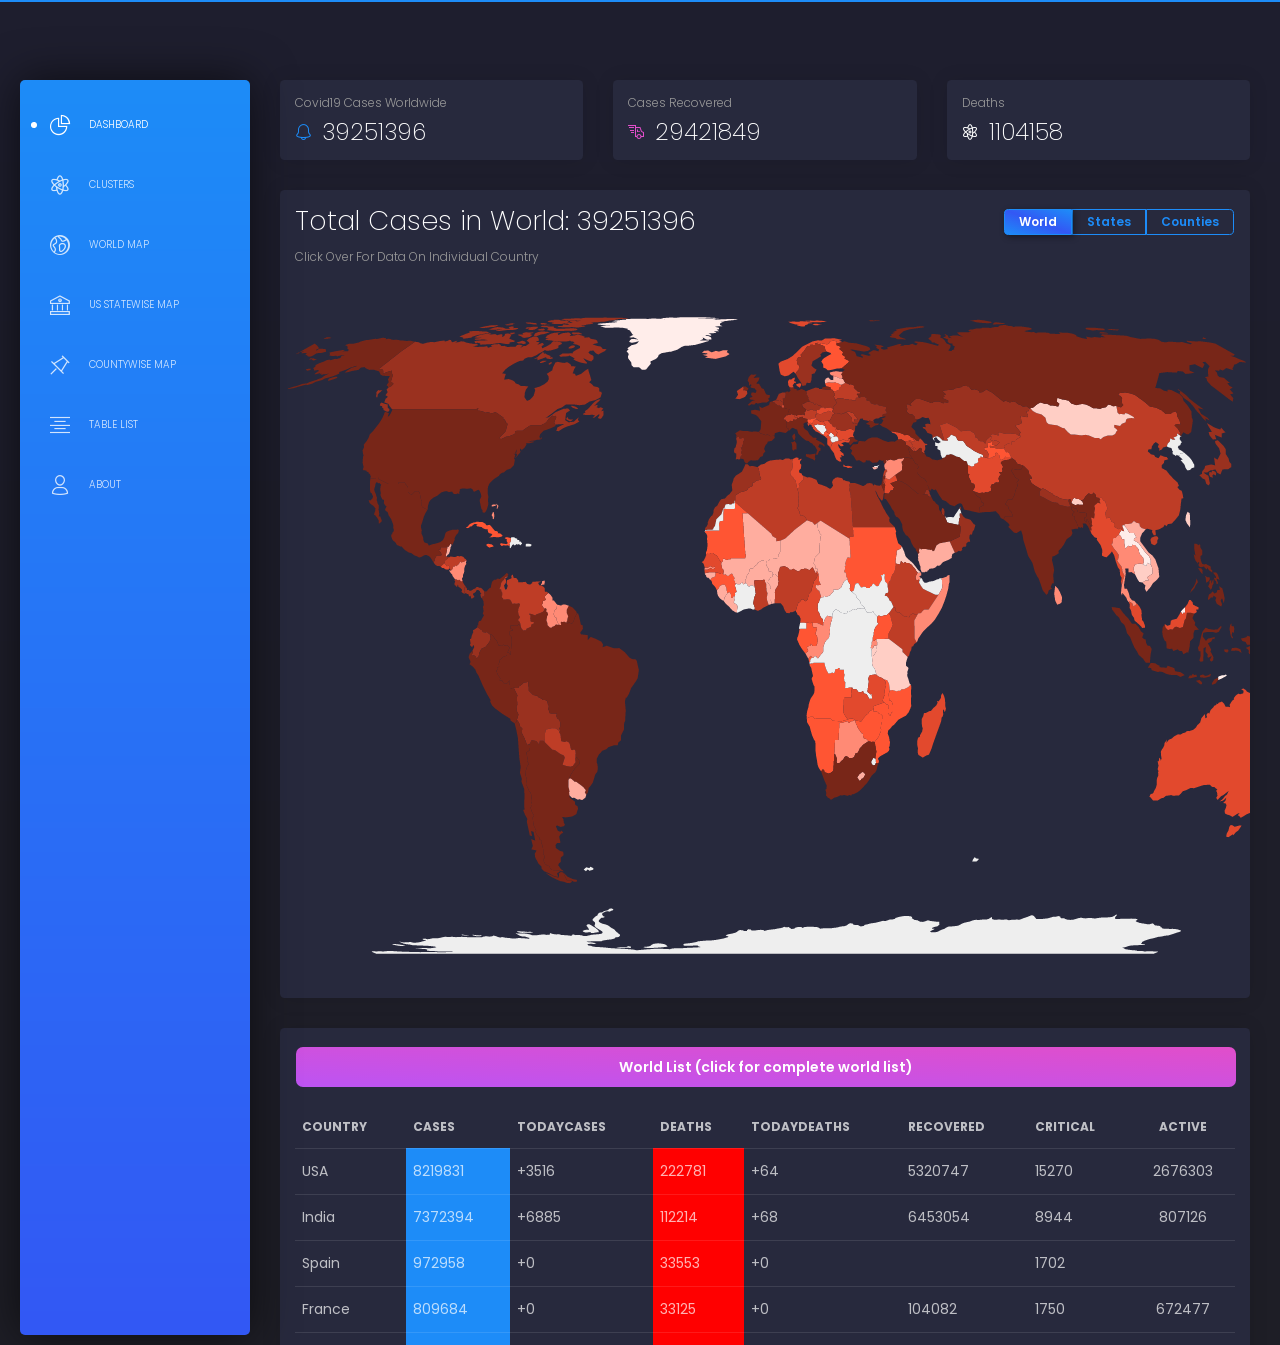 DASHBOARD
CLUSTERS
WORLD MAP
US STATEWISE MAP
COUNTYWISE MAP
TABLE LIST
ABOUT
Covid19 Cases Worldwide
39251396
Cases Recovered
29421849
Deaths
1104158
Total Cases in World: 39251396
World States Counties
Click Over For Data On Individual Country
World List (click for complete world list)
COUNTRY CASES TODAYCASES DEATHS TODAYDEATHS RECOVERED CRITICAL ACTIVE
USA 8219831 +3516 222781 +64 5320747 15270 2676303
India 7372394 +6885 112214 +68 6453054 8944 807126
Spain 972958 +0 33553 +0 1702
France 809684 +0 33125 +0 104082 1750 672477